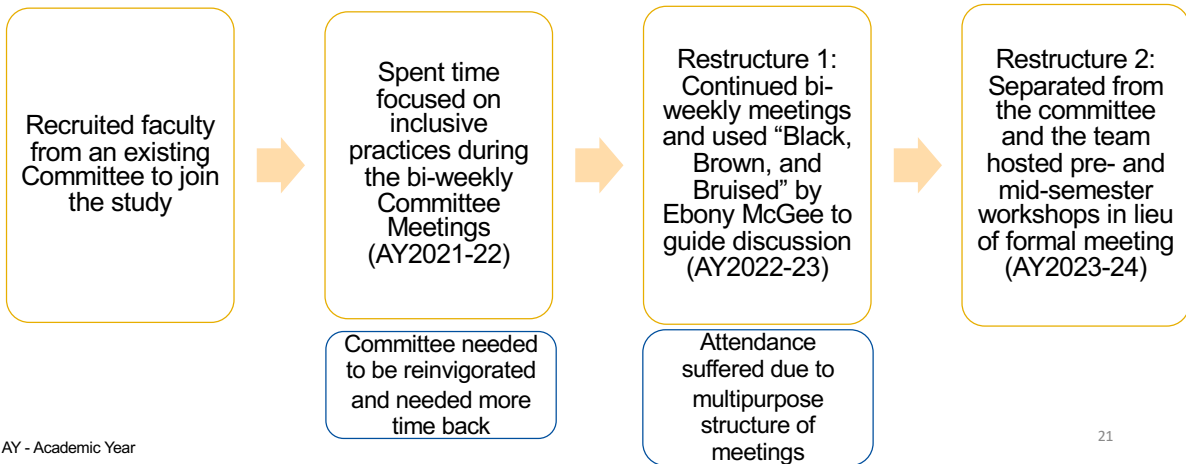 Recruited faculty
from an existing
Committee to join
the study
Spent time
focused on
inclusive
practices during
the bi-weekly
Committee
Meetings
(AY2021-22)
Committee needed
to be reinvigorated
and needed more
time back
Restructure 1:
Continued bi-
weekly meetings
and used “Black,
Brown, and
Bruised” by
Ebony McGee to
guide discussion
(AY2022-23)
Attendance
suffered due to
multipurpose
structure of
meetings
Restructure 2:
Separated from
the committee
and the team
hosted pre- and
mid-semester
workshops in lieu
of formal meeting
(AY2023-24)
AY - Academic Year
21